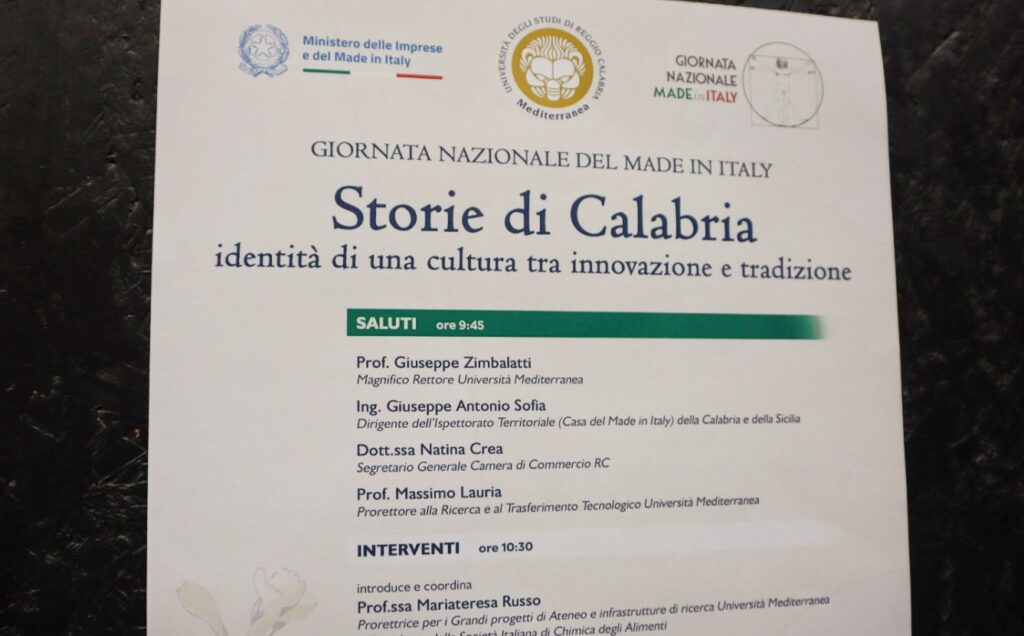 Ministero delle Imprese
e del Made in Italy
UNIVERSITÀ DEGLI STUDI DI REGGIO CALABRIA
Mediterranea
GIORNATA
NAZIONALE
MADE in ITALY
GIORNATA NAZIONALE DEL MADE IN ITALY
Storie di Calabria
identità di una cultura tra innovazione e tradizione
SALUTI ore 9:45
Prof. Giuseppe Zimbalatti
Magnifico Rettore Università Mediterranea
Ing. Giuseppe Antonio Sofia
Dirigente dell'Ispettorato Territoriale (Casa del Made in Italy) della Calabria e della Sicilia
Dott.ssa Natina Crea
Segretario Generale Camera di Commercio RC
Prof. Massimo Lauria
Prorettore alla Ricerca e al Trasferimento Tecnologico Università Mediterranea
INTERVENTI ore 10:30
introduce e coordina
Prof.ssa Mariateresa Russo
Prorettrice per i Grandi progetti di Ateneo e infrastrutture di ricerca Università Mediterranea
della Società Italiana di Chimica degli Alimenti